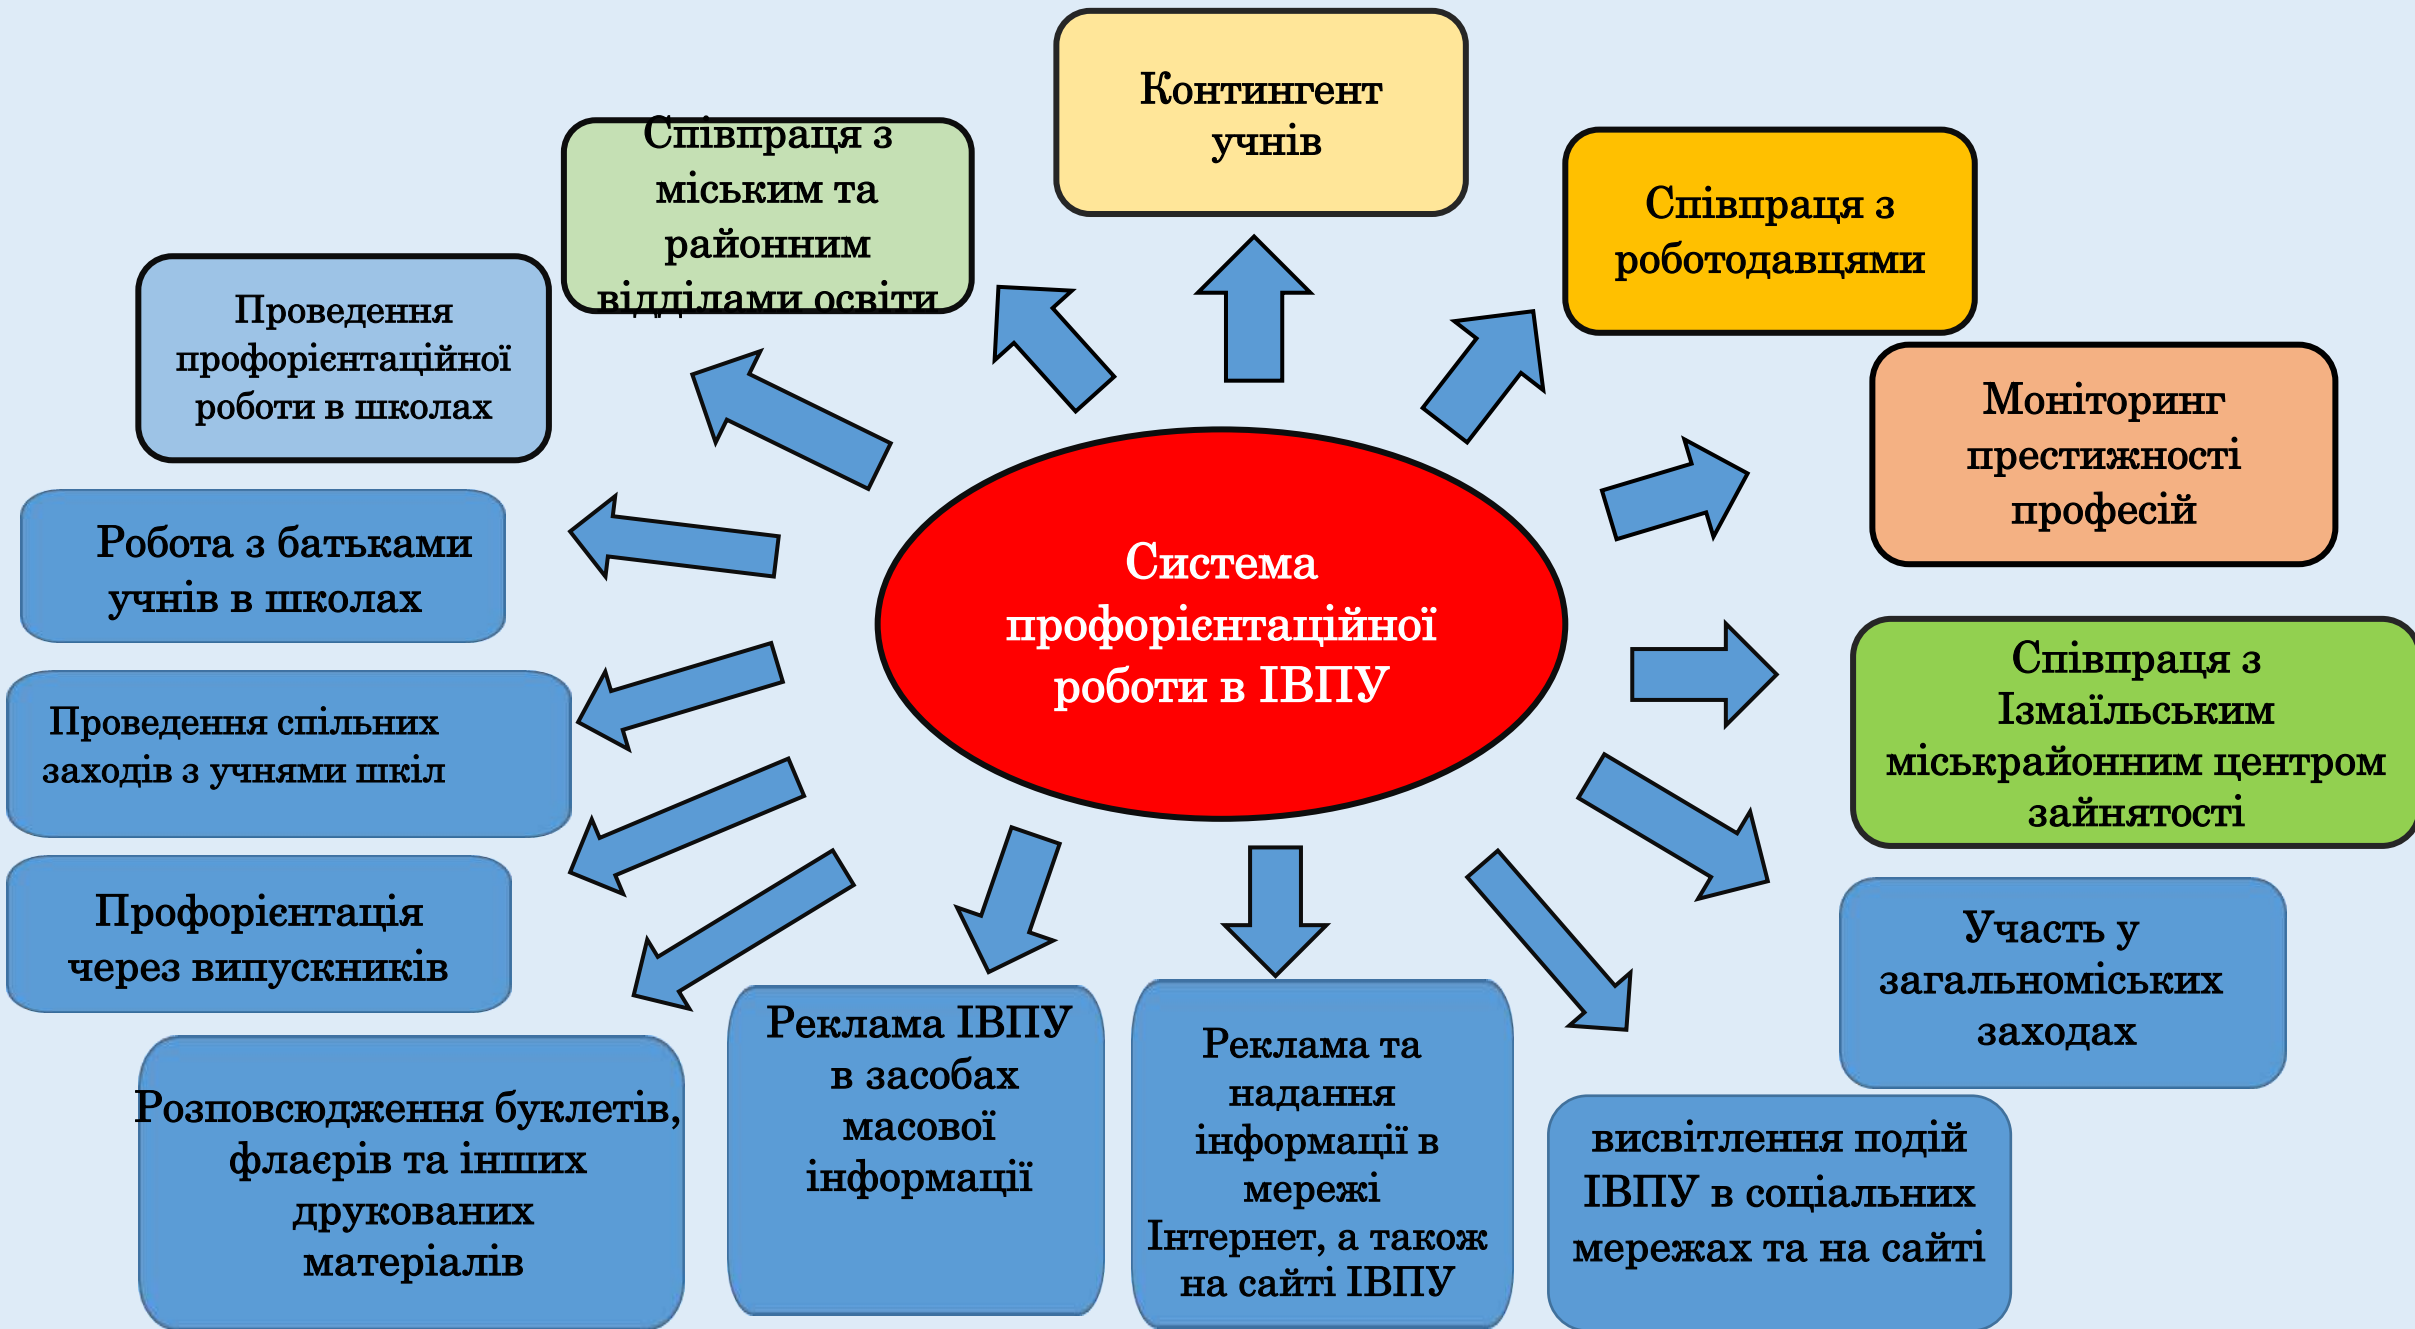 Контингент
учнів
Співпраця з
міським та
районним
відділами освіти
Співпраця з
роботодавцями
Проведення
профорієнтаційної
роботи в школах
Моніторинг
престижності
професій
Робота з батьками
учнів в школах
Система
профорієнтаційної
роботи в ІВПУ
Співпраця з
Ізмаїльським
міськрайонним центром
зайнятості
Проведення спільних
заходів з учнями шкіл
Профорієнтація
через випускників
Участь у
загальноміських
заходах
Розповсюдження буклетів,
флаєрів та інших
друкованих
матеріалів
Реклама ІВПУ
в засобах
масової
інформації
Реклама та
надання
інформації в
мережі
Інтернет, а також
на сайті ІВПУ
висвітлення подій
ІВПУ в соціальних
мережах та на сайті